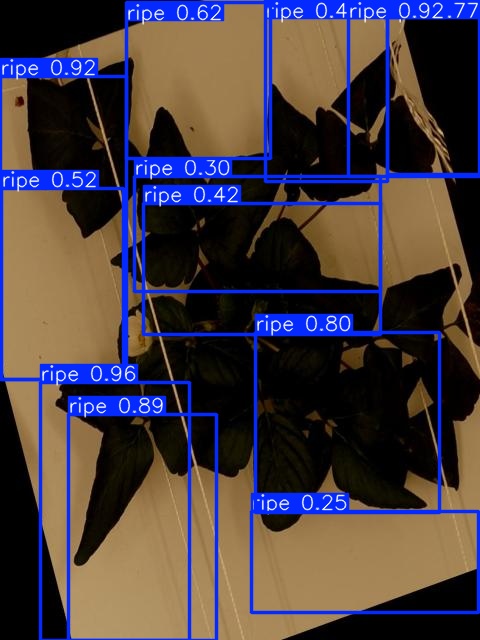 ripe 0.62
ripe 0.4
ripe 0.92.77
ripe 0.92
ripe 0.30
ripe 0.52
ripe 0.42
ripe 0.80
ripe 0.96
ripe 0.89
ripe 0.25